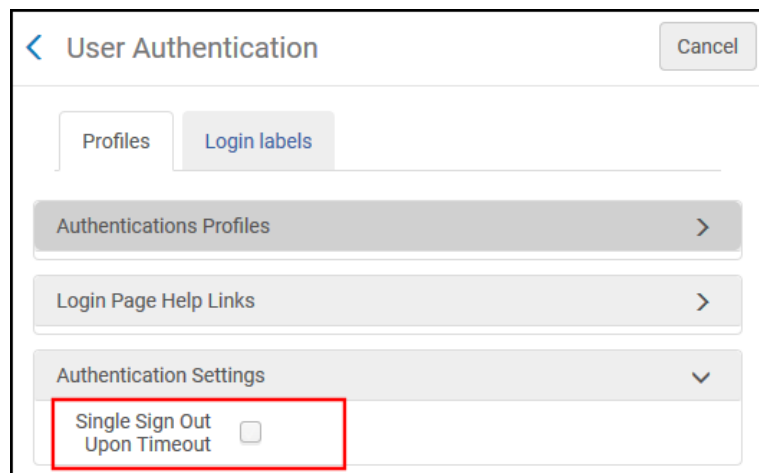 User Authentication
Cancel
Profiles
Login labels
Authentications Profiles
Login Page Help Links
Authentication Settings
Single Sign Out
Upon Timeout